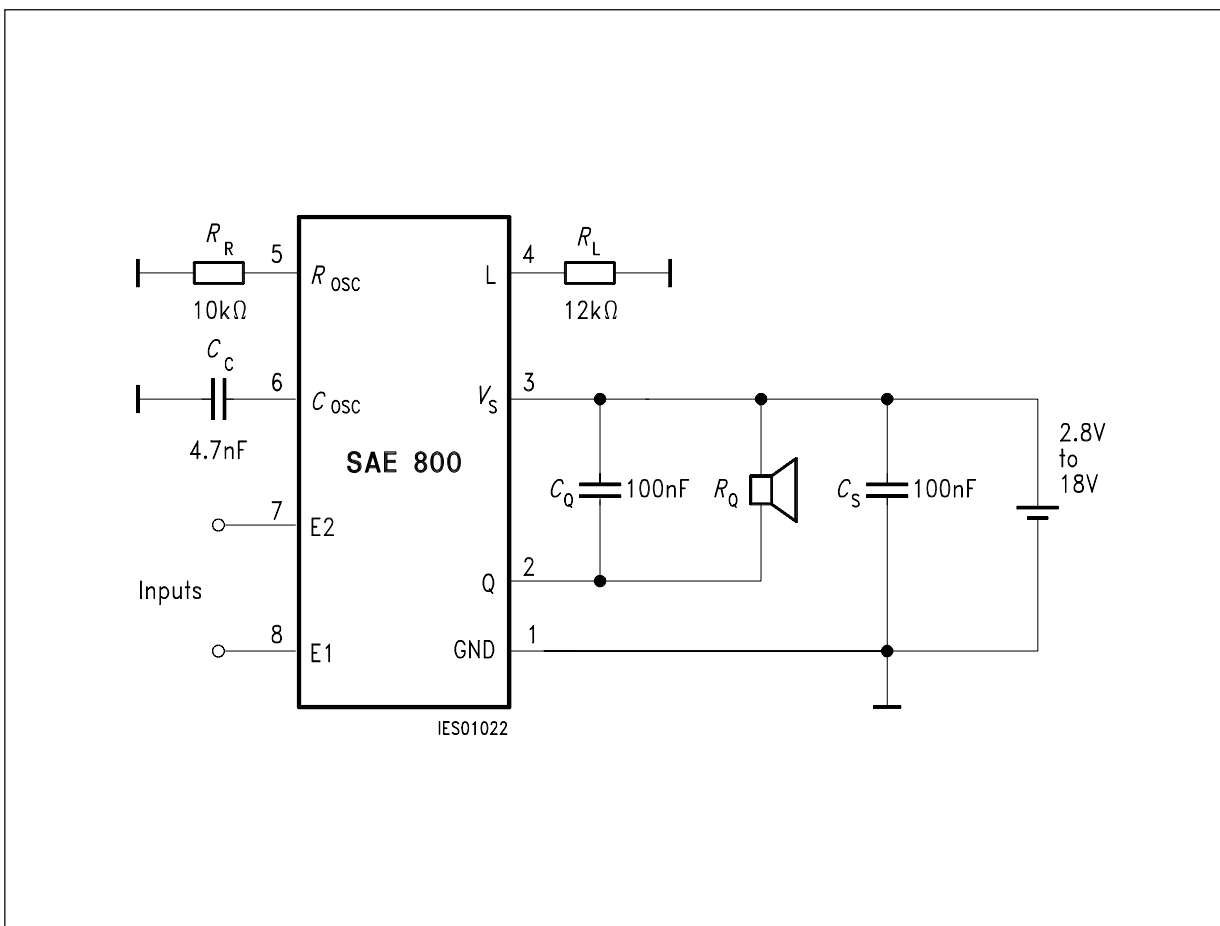 R_R
5
R_OSC
10kΩ
C_C
6
C_OSC
4.7nF
7
E2
Inputs
8
E1
SAE 800
4
L
R_L
12kΩ
3
V_S
C_Q
100nF
R_Q
C_S
100nF
2.8V
to
18V
2
Q
1
GND
IES01022